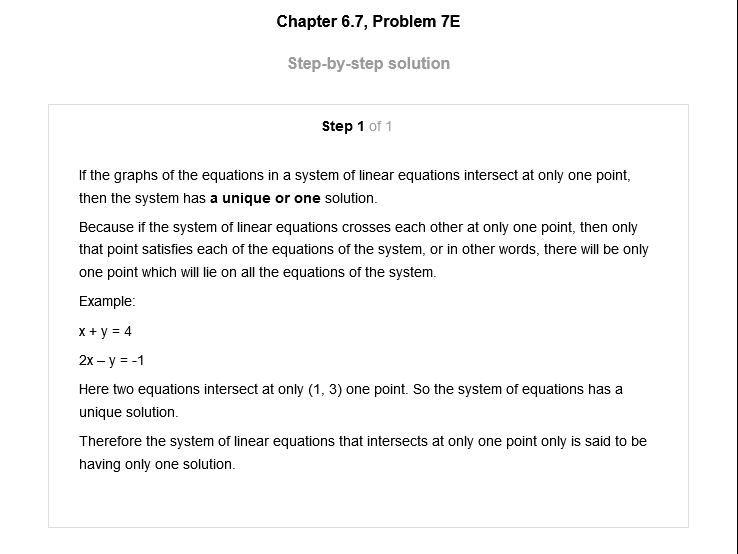 Chapter 6.7, Problem 7E
Step-by-step solution
Step 1 of 1
If the graphs of the equations in a system of linear equations intersect at only one point,
then the system has a unique or one solution.
Because if the system of linear equations crosses each other at only one point, then only
that point satisfies each of the equations of the system, or in other words, there will be only
one point which will lie on all the equations of the system.
Example:
x + y = 4
2x – y = -1
Here two equations intersect at only (1, 3) one point. So the system of equations has a
unique solution.
Therefore the system of linear equations that intersects at only one point only is said to be
having only one solution.